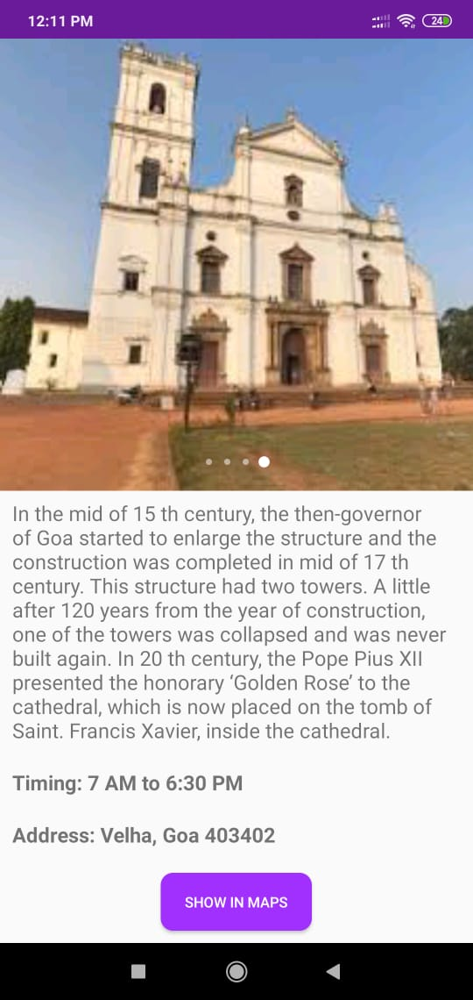 12:11 PM
24
In the mid of 15 th century, the then-governor
of Goa started to enlarge the structure and the
construction was completed in mid of 17 th
century. This structure had two towers. A little
after 120 years from the year of construction,
one of the towers was collapsed and was never
built again. In 20 th century, the Pope Pius XII
presented the honorary ‘Golden Rose’ to the
cathedral, which is now placed on the tomb of
Saint. Francis Xavier, inside the cathedral.
Timing: 7 AM to 6:30 PM
Address: Velha, Goa 403402
SHOW IN MAPS